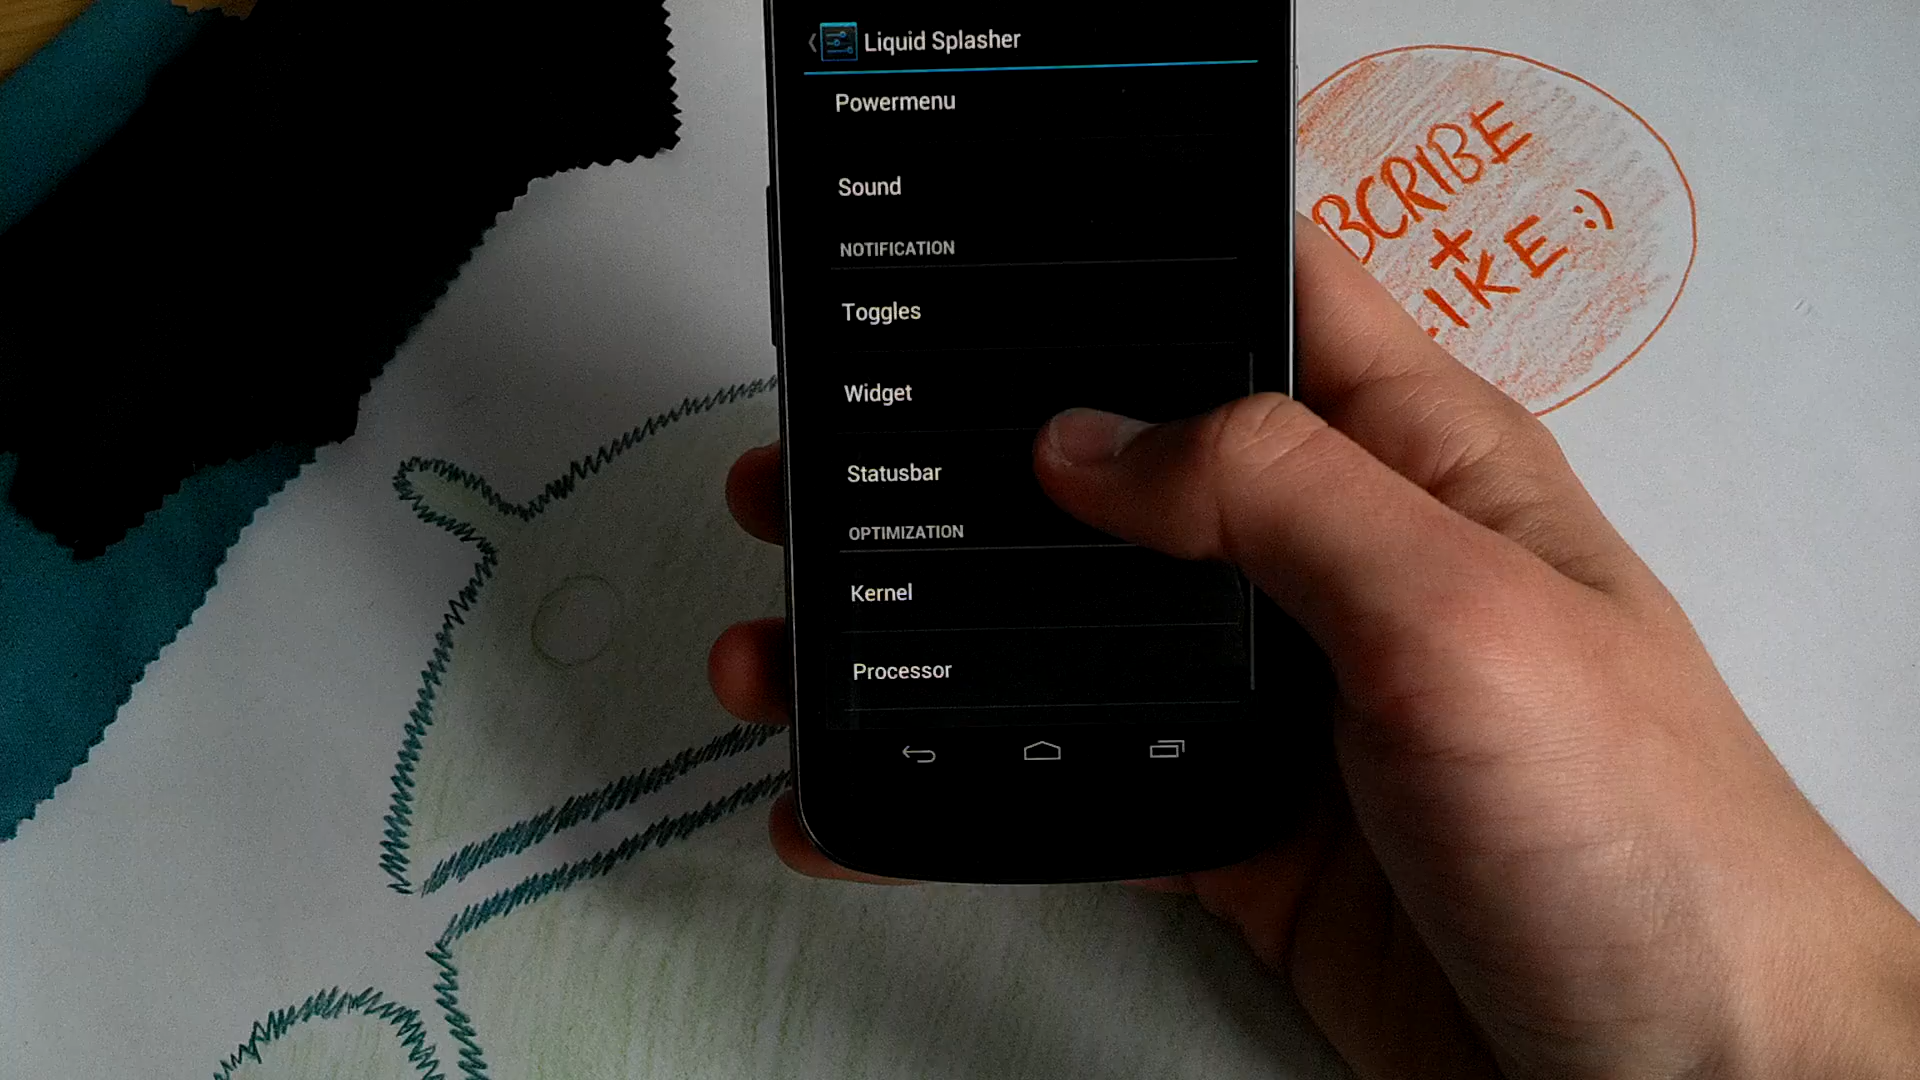 Liquid Splasher
Powermenu
Sound
NOTIFICATION
Toggles
Widget
Statusbar
OPTIMIZATION
Kernel
Processor
BCRIBE
+
IKE :)